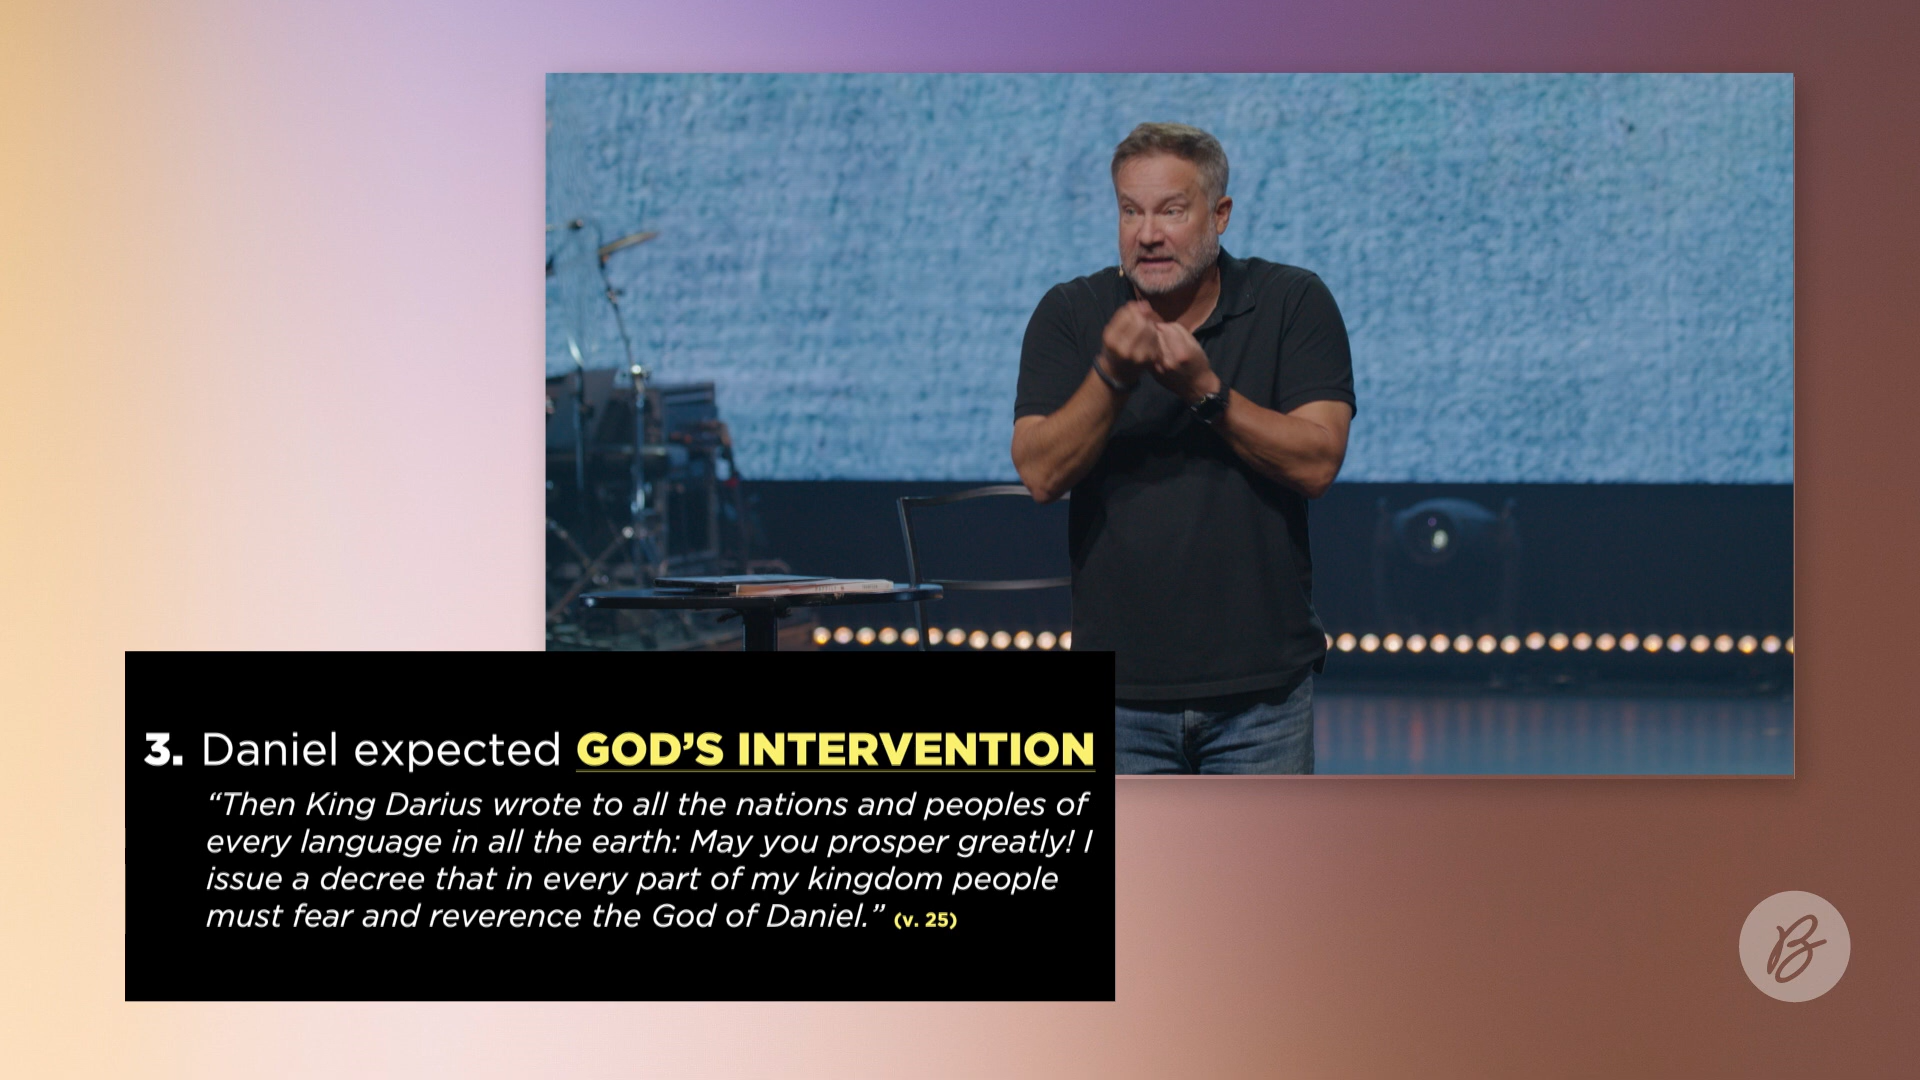 3. Daniel expected GOD’S INTERVENTION
“Then King Darius wrote to all the nations and peoples of
every language in all the earth: May you prosper greatly! I
issue a decree that in every part of my kingdom people
must fear and reverence the God of Daniel.” (v. 25)
B